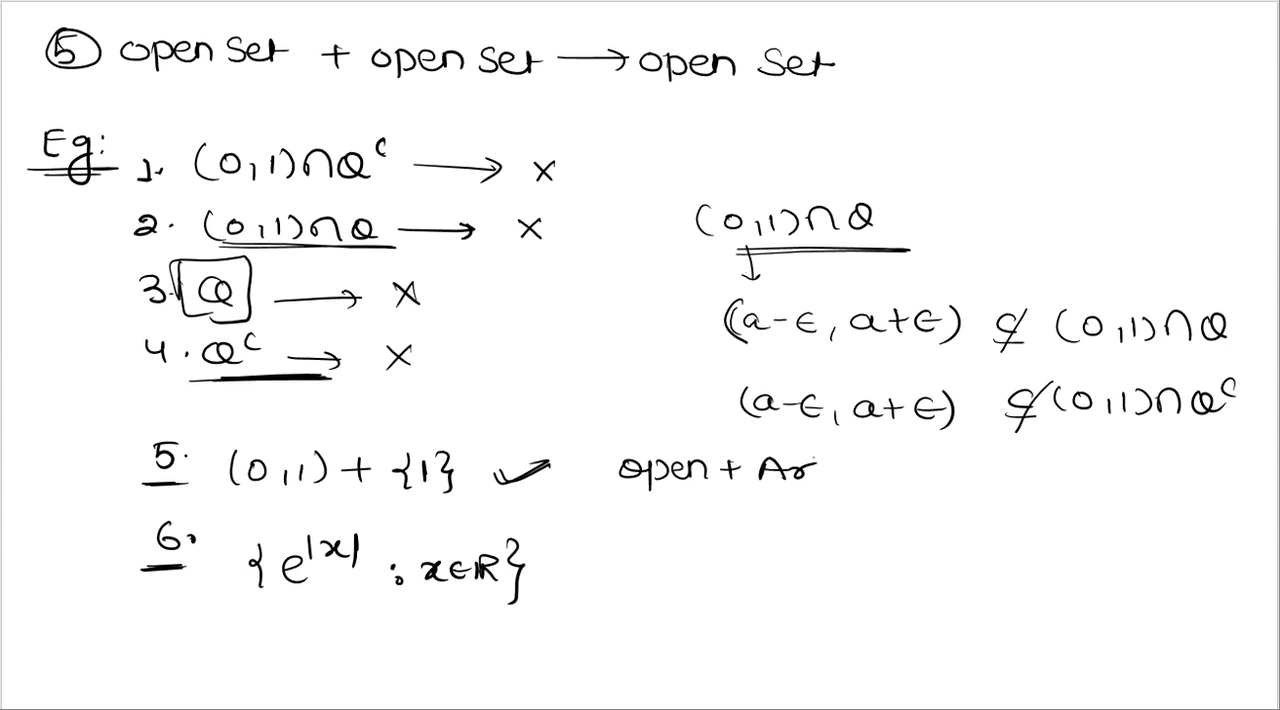 ⑤ open set + open set → open set
Eg:
1. (0,1)∩Q^c → ×
2. (0,1)∩Q → ×
3. Q → ×
4. Q^c → ×
(0,1)∩Q
↓
(a-∈, a+∈) ⊄ (0,1)∩Q
(a-∈, a+∈) ⊄ (0,1)∩Q^c
5. (0,1) + {1} ✓ open + Ar
6. {e^|x| : x∈ℝ}